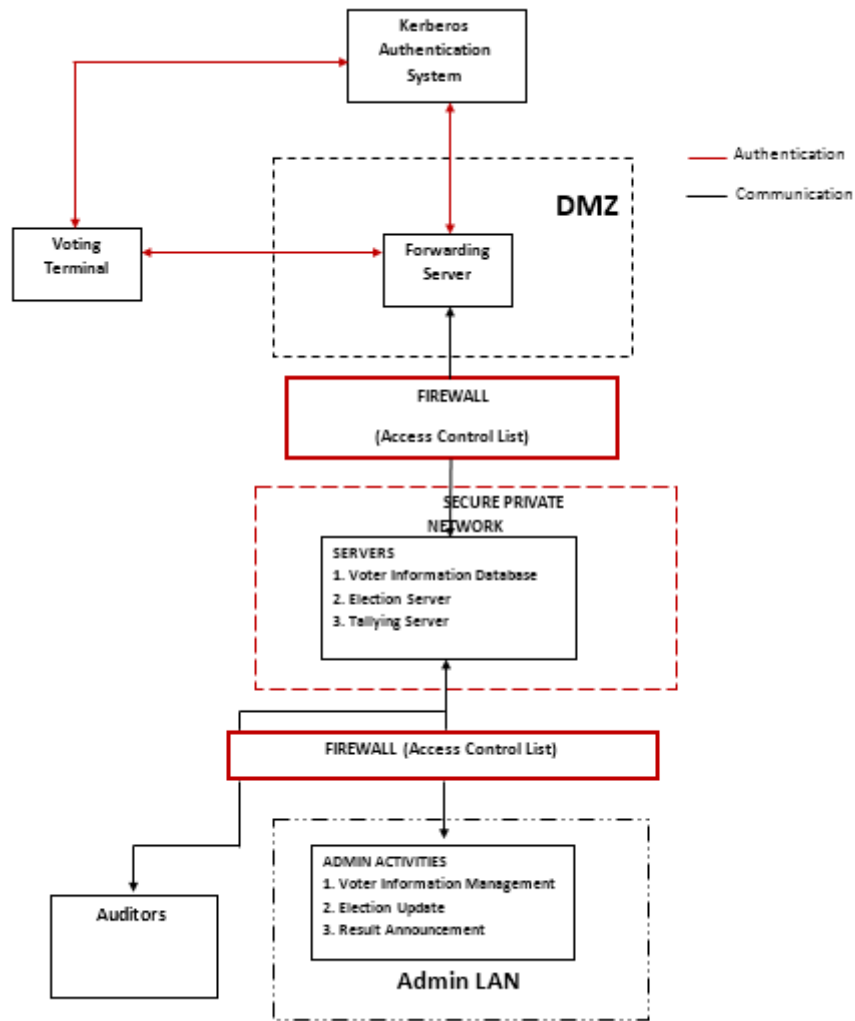 Kerberos
Authentication
System
Authentication
Communication
DMZ
Voting
Terminal
Forwarding
Server
FIREWALL
(Access Control List)
SECURE PRIVATE
NETWORK
SERVERS
1. Voter Information Database
2. Election Server
3. Tallying Server
FIREWALL (Access Control List)
ADMIN ACTIVITIES
1. Voter Information Management
2. Election Update
3. Result Announcement
Auditors
Admin LAN